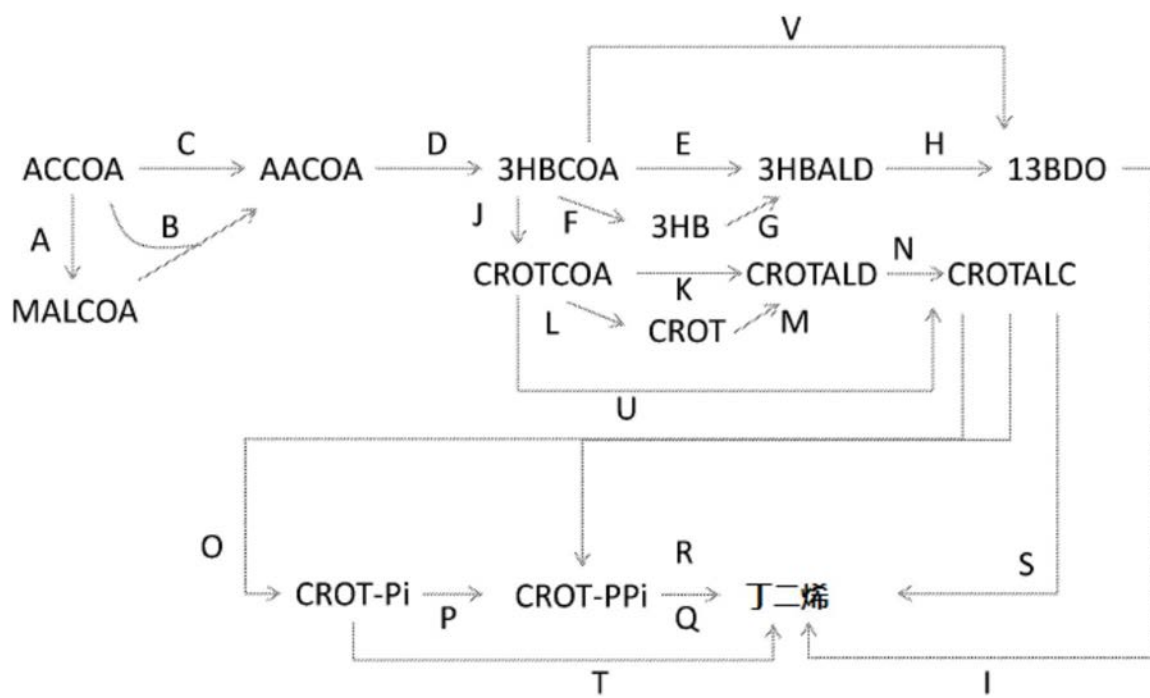 V
C D E H
ACCOA AACOA 3HBCOA 3HBALD 13BDO
A B J F 3HB G
N
MALCOA CROTCOA CROTALD CROTALC
K
L CROT M
U
O R S
CROT-Pi CROT-PPi 丁二烯
P Q
T I